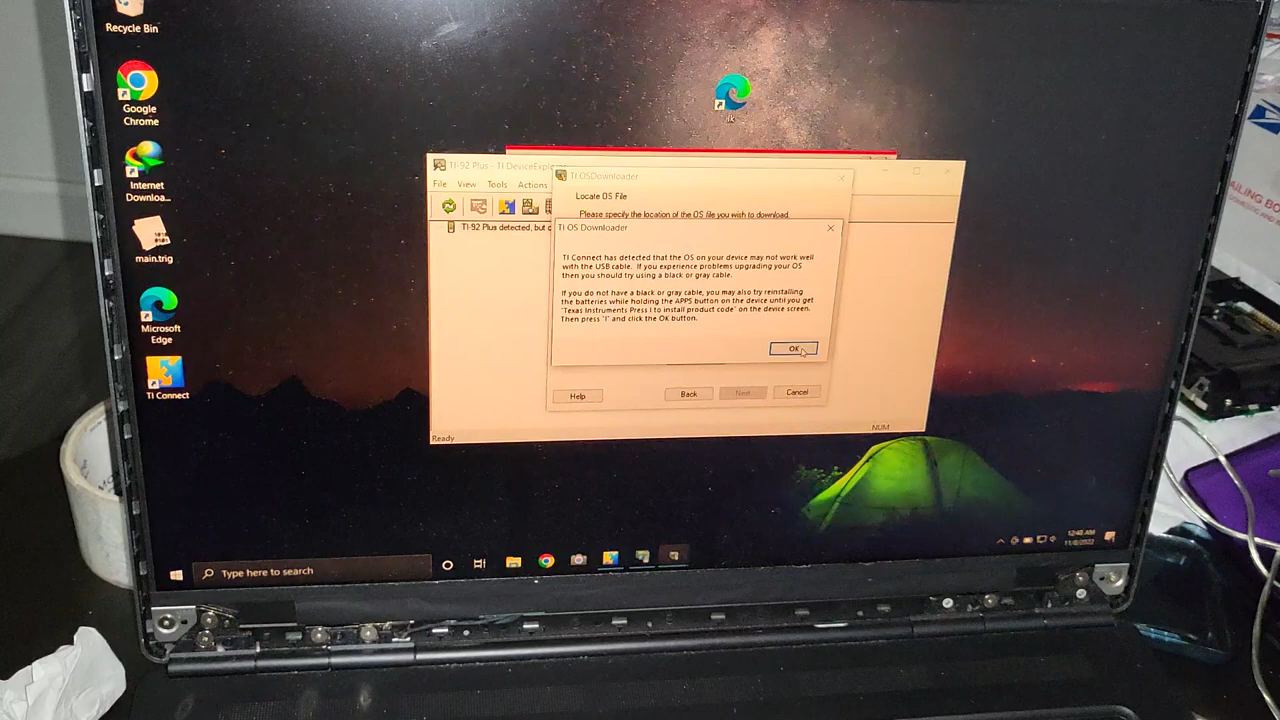 Recycle Bin
Google
Chrome
Internet
Downloa...
main.trig
Microsoft
Edge
TI Connect
TI-92 Plus - TI DeviceExplo
File View Tools Actions
TI-92 Plus detected, but
Ready
NUM
TI OSDownloader
Locate OS File
Please specify the location of the OS file you wish to download.
TI OS Downloader
TI Connect has detected that the OS on your device may not work well
with the USB cable. If you experience problems upgrading your OS
then you should try using a black or gray cable.
If you do not have a black or gray cable, you may also try reinstalling
the batteries while holding the APPS button on the device until you get
"Texas Instruments Press I to install product code" on the device screen.
Then press 'I' and click the OK button.
OK
Help
Back
Next
Cancel
Type here to search
12:48 AM
AILING BO